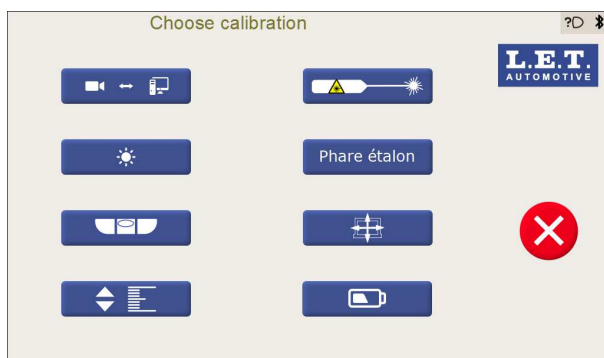 Choose calibration
?
L.E.T.
AUTOMOTIVE
Phare étalon